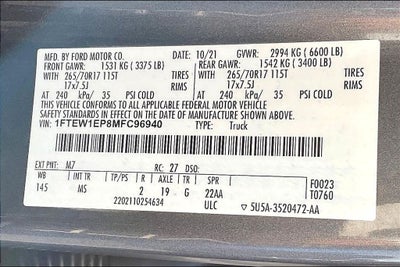 MFD. BY FORD MOTOR CO. DATE: 10/21 GVWR: 2994 KG ( 6600 LB)
FRONT GAWR: 1531 KG ( 3375 LB) REAR GAWR: 1542 KG ( 3400 LB)
WITH 265/70R17 115T TIRES WITH 265/70R17 115T TIRES
17x7.5J RIMS 17x7.5J RIMS
AT 240 kPa/ 35 PSI COLD AT 240 kPa/ 35 PSI COLD
THIS VEHICLE CONFORMS TO ALL APPLICABLE FEDERAL MOTOR VEHICLE
SAFETY STANDARDS IN EFFECT ON THE DATE OF MANUFACTURE SHOWN ABOVE.
VIN: 1FTEW1EP8MFC96940 TYPE: Truck
EXT PNT: M7 RC: 27 DSO:
WB INT TR TP/PS R AXLE TR SPR
145 MS 2 19 G 22AA
F0023
T0760
2202110254634 ULC 5U5A-3520472-AA